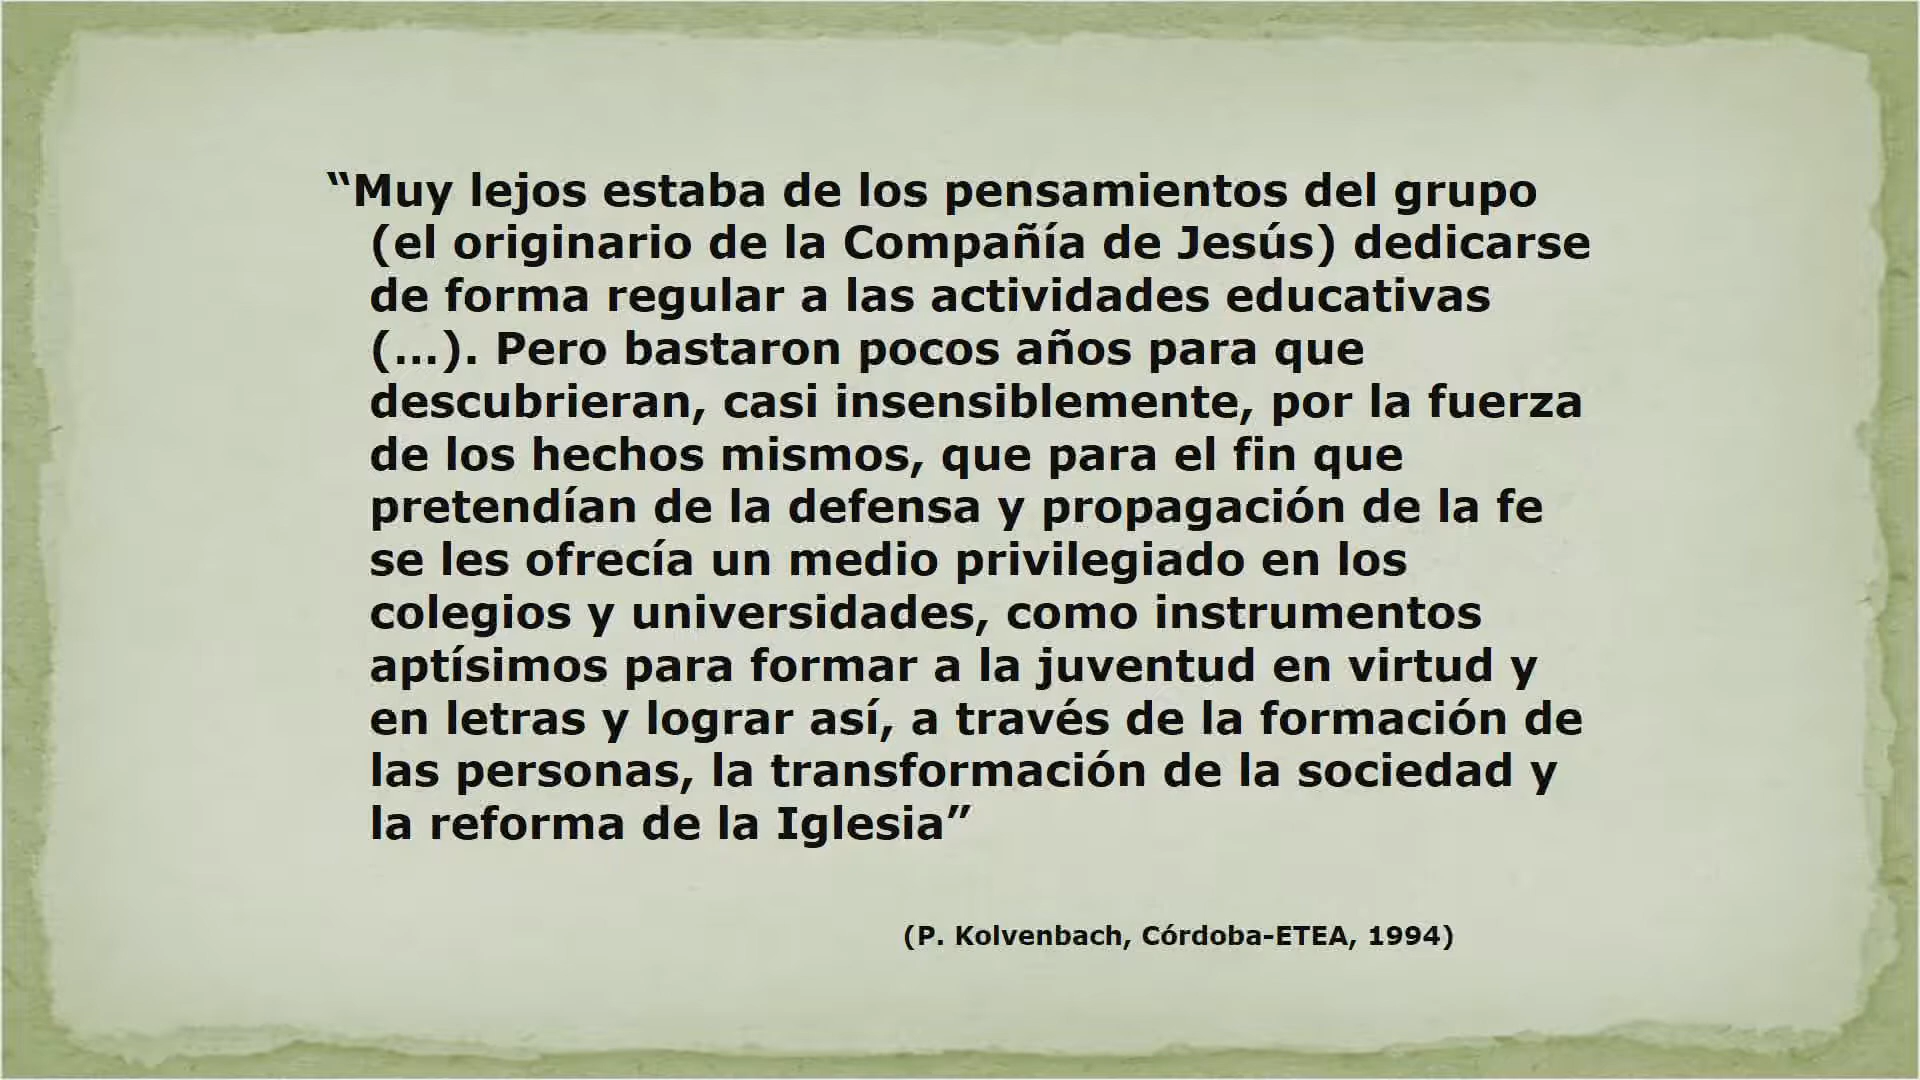 “Muy lejos estaba de los pensamientos del grupo
(el originario de la Compañía de Jesús) dedicarse
de forma regular a las actividades educativas
(…). Pero bastaron pocos años para que
descubrieran, casi insensiblemente, por la fuerza
de los hechos mismos, que para el fin que
pretendían de la defensa y propagación de la fe
se les ofrecía un medio privilegiado en los
colegios y universidades, como instrumentos
aptísimos para formar a la juventud en virtud y
en letras y lograr así, a través de la formación de
las personas, la transformación de la sociedad y
la reforma de la Iglesia”
(P. Kolvenbach, Córdoba-ETEA, 1994)